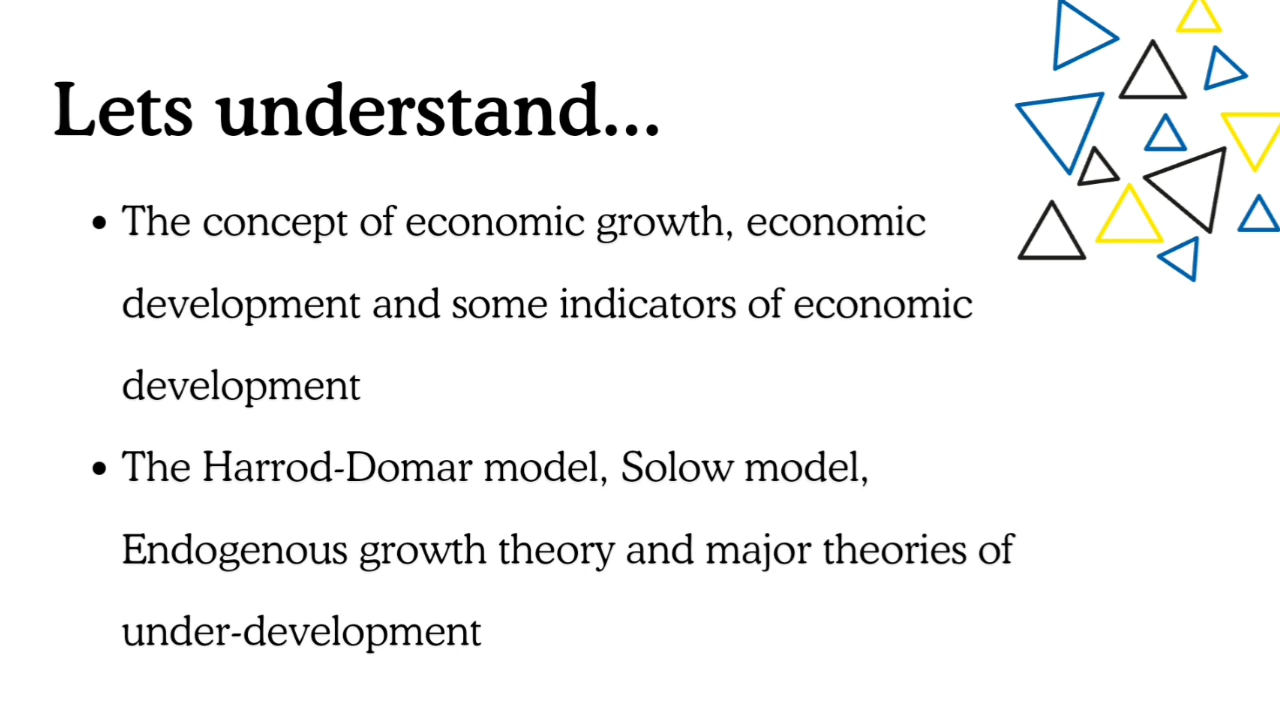 Lets understand...
• The concept of economic growth, economic
development and some indicators of economic
development
• The Harrod-Domar model, Solow model,
Endogenous growth theory and major theories of
under-development